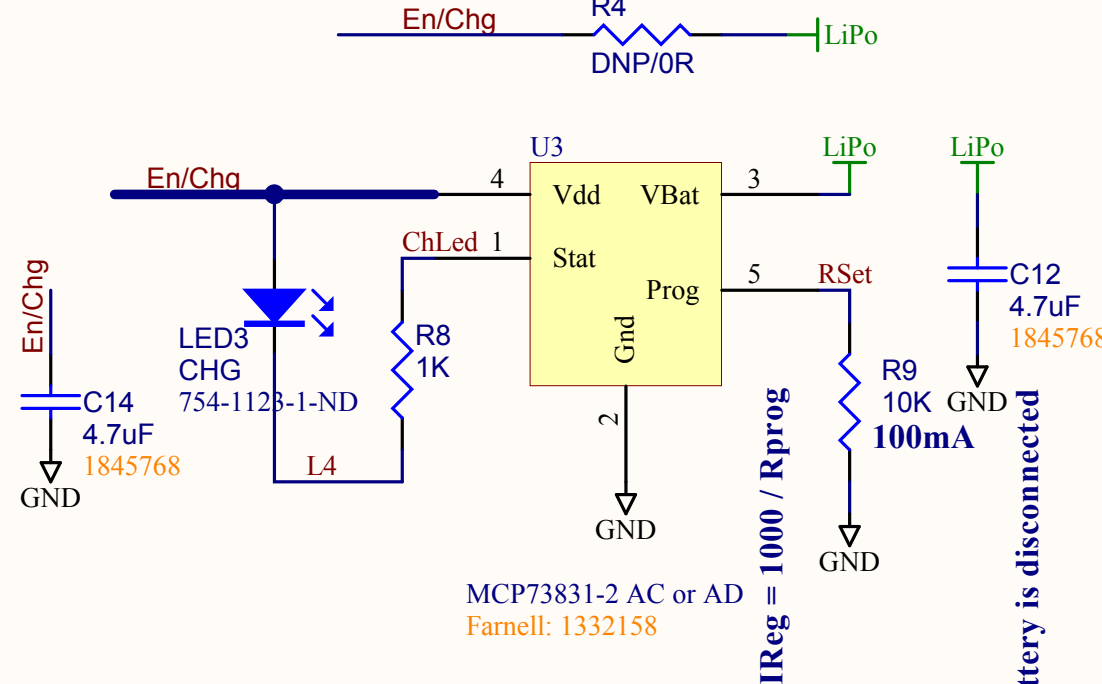 R4
En/Chg
LiPo
DNP/0R
U3
LiPo
LiPo
En/Chg
4
Vdd
VBat
3
ChLed
1
Stat
Prog
5
RSet
C12
4.7uF
1845768
En/Chg
LED3
CHG
754-1123-1-ND
R8
1K
Gnd
R9
10K
100mA
GND
C14
4.7uF
1845768
GND
L4
2
GND
GND
IReg = 1000 / Rprog
ttery is disconnected
MCP73831-2 AC or AD
Farnell: 1332158